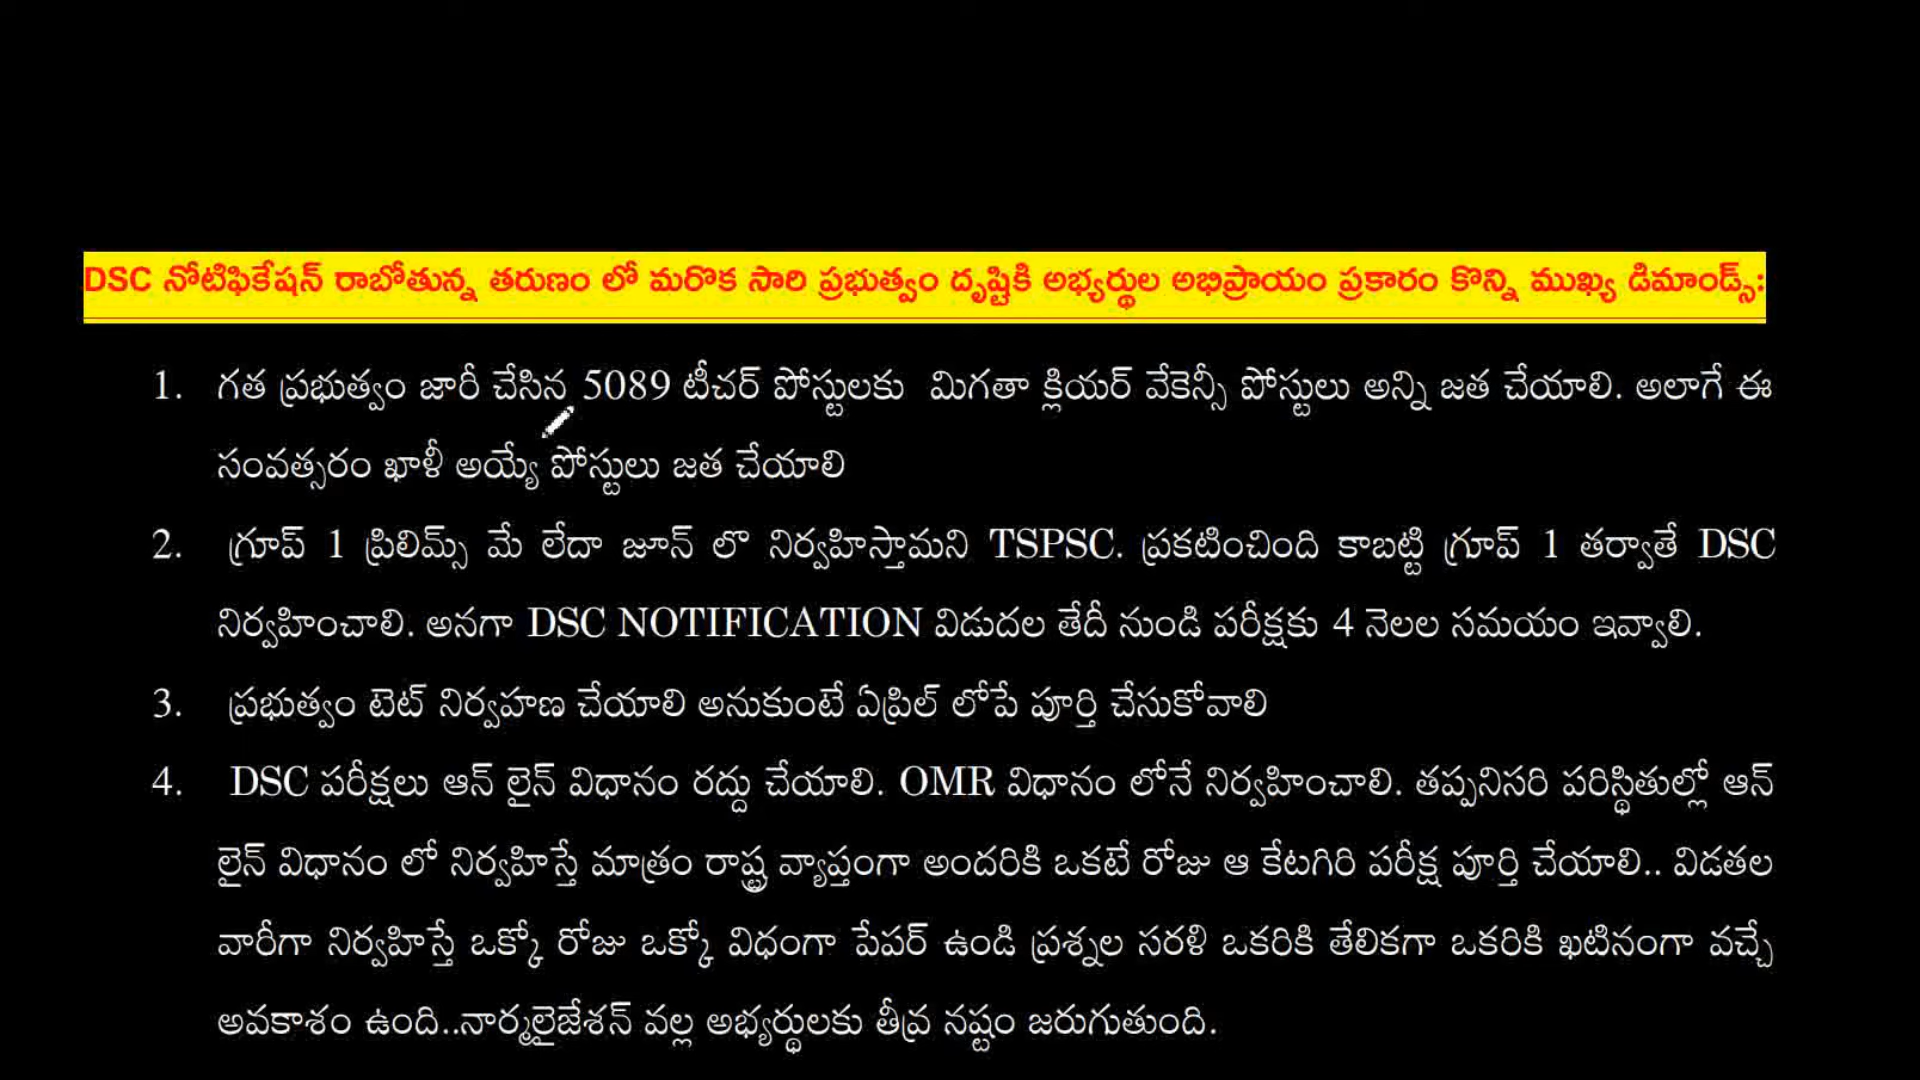 DSC నోటిఫికేషన్ రాబోతున్న తరుణం లో మరొక సారి ప్రభుత్వం దృష్టికి అభ్యర్థుల అభిప్రాయం ప్రకారం కొన్ని ముఖ్య డిమాండ్స్:
1. గత ప్రభుత్వం జారీ చేసిన 5089 టీచర్ పోస్టులకు మిగతా క్లియర్ వేకెన్సీ పోస్టులు అన్ని జత చేయాలి. అలాగే ఈ
సంవత్సరం ఖాళీ అయ్యే పోస్టులు జత చేయాలి
2. గ్రూప్ 1 ప్రిలిమ్స్ మే లేదా జూన్ లొ నిర్వహిస్తామని TSPSC. ప్రకటించింది కాబట్టి గ్రూప్ 1 తర్వాతే DSC
నిర్వహించాలి. అనగా DSC NOTIFICATION విడుదల తేదీ నుండి పరీక్షకు 4 నెలల సమయం ఇవ్వాలి.
3. ప్రభుత్వం టెట్ నిర్వహణ చేయాలి అనుకుంటే ఏప్రిల్ లోపే పూర్తి చేసుకోవాలి
4. DSC పరీక్షలు ఆన్ లైన్ విధానం రద్దు చేయాలి. OMR విధానం లోనే నిర్వహించాలి. తప్పనిసరి పరిస్థితుల్లో ఆన్
లైన్ విధానం లో నిర్వహిస్తే మాత్రం రాష్ట్ర వ్యాప్తంగా అందరికి ఒకటే రోజు ఆ కేటగిరి పరీక్ష పూర్తి చేయాలి.. విడతల
వారీగా నిర్వహిస్తే ఒక్కో రోజు ఒక్కో విధంగా పేపర్ ఉండి ప్రశ్నల సరళి ఒకరికి తేలికగా ఒకరికి ఖటినంగా వచ్చే
అవకాశం ఉంది..నార్మలైజేశన్ వల్ల అభ్యర్థులకు తీవ్ర నష్టం జరుగుతుంది.